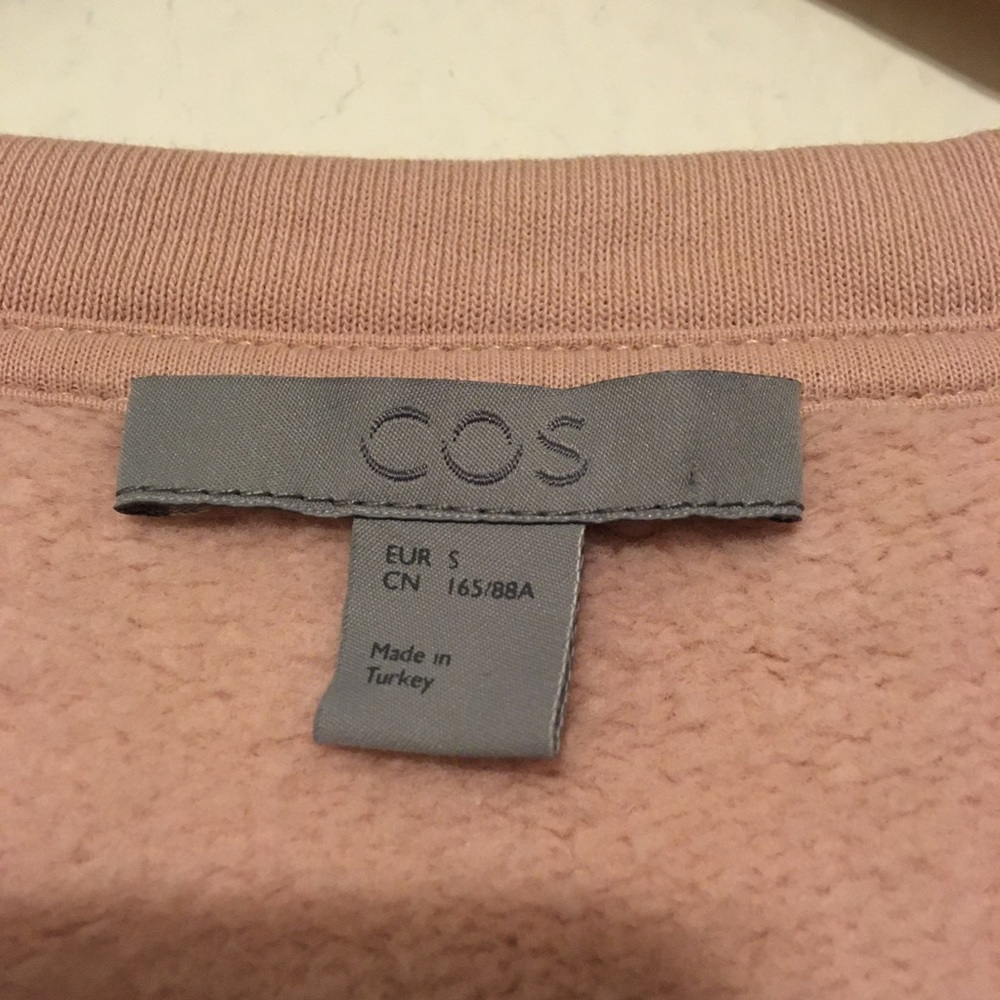 COS
EUR S
CN 165/88A
Made in
Turkey